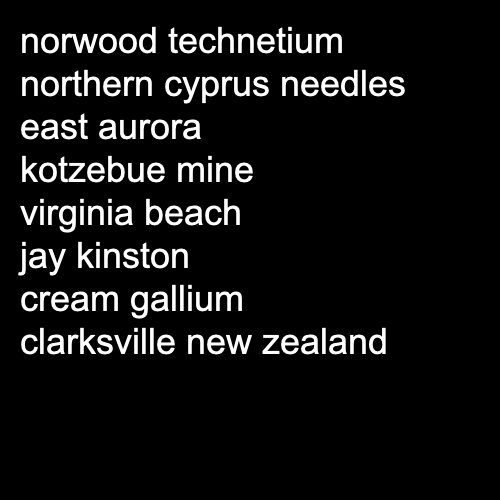 norwood technetium
northern cyprus needles
east aurora
kotzebue mine
virginia beach
jay kinston
cream gallium
clarksville new zealand